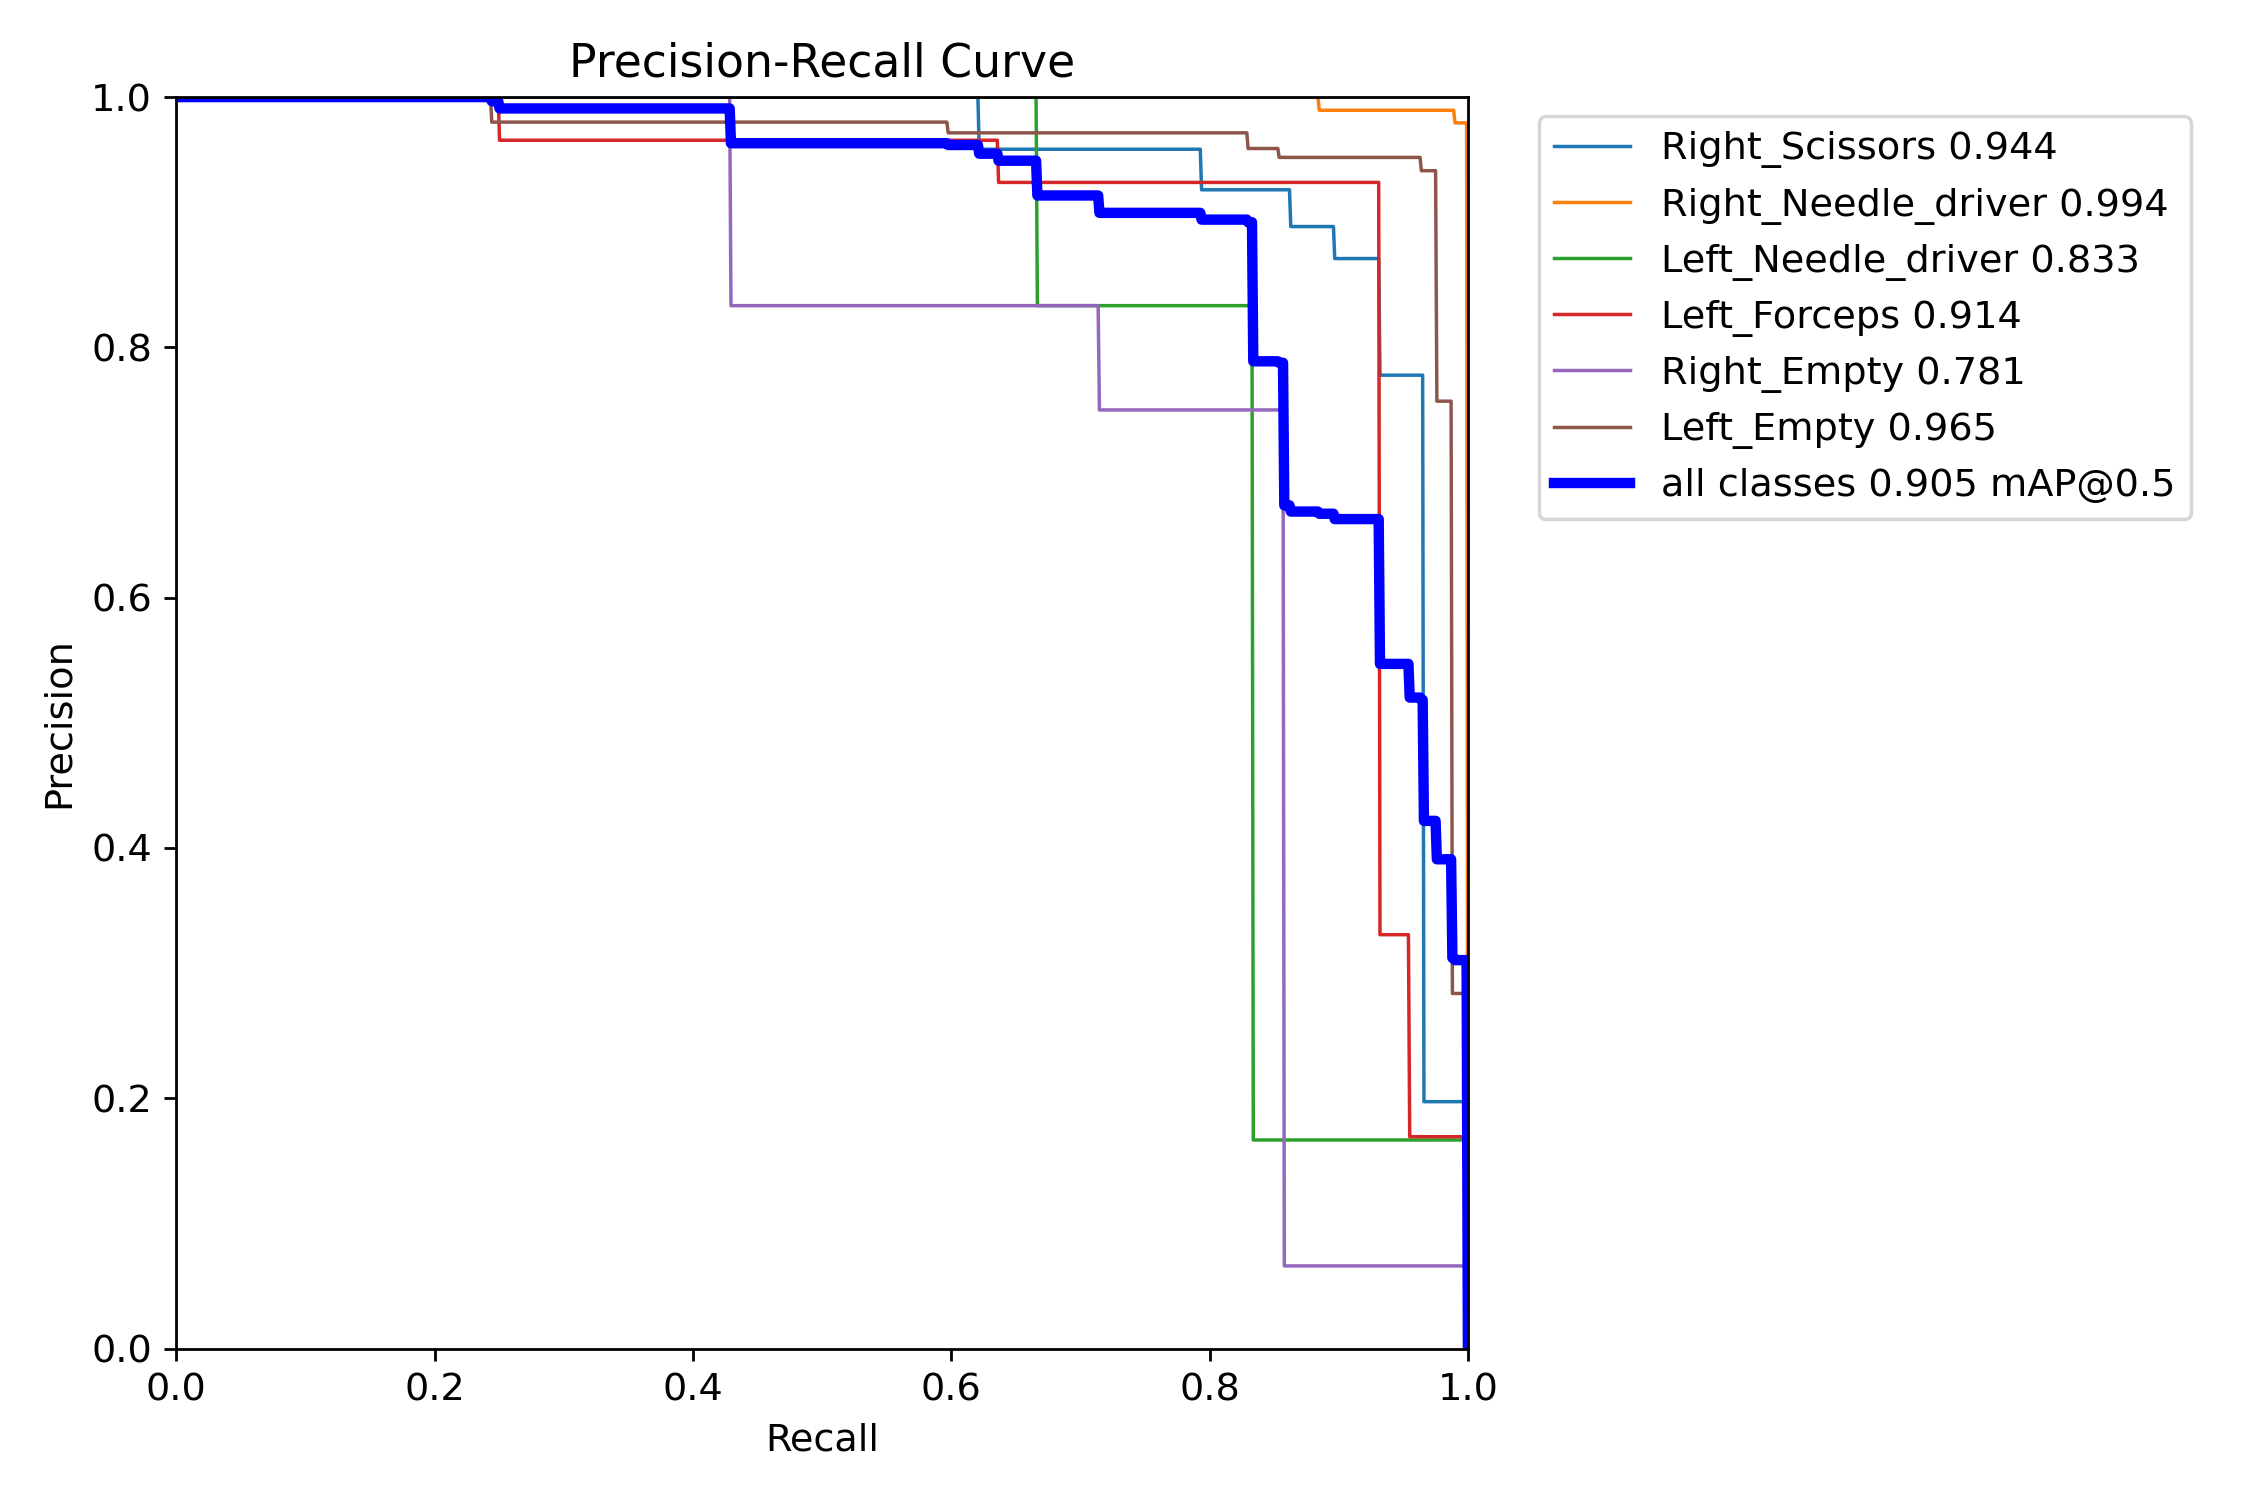 Precision-Recall Curve
1.0
0.8
0.6
0.4
0.2
0.0
Precision
0.0 0.2 0.4 0.6 0.8 1.0
Recall
Right_Scissors 0.944
Right_Needle_driver 0.994
Left_Needle_driver 0.833
Left_Forceps 0.914
Right_Empty 0.781
Left_Empty 0.965
all classes 0.905 mAP@0.5